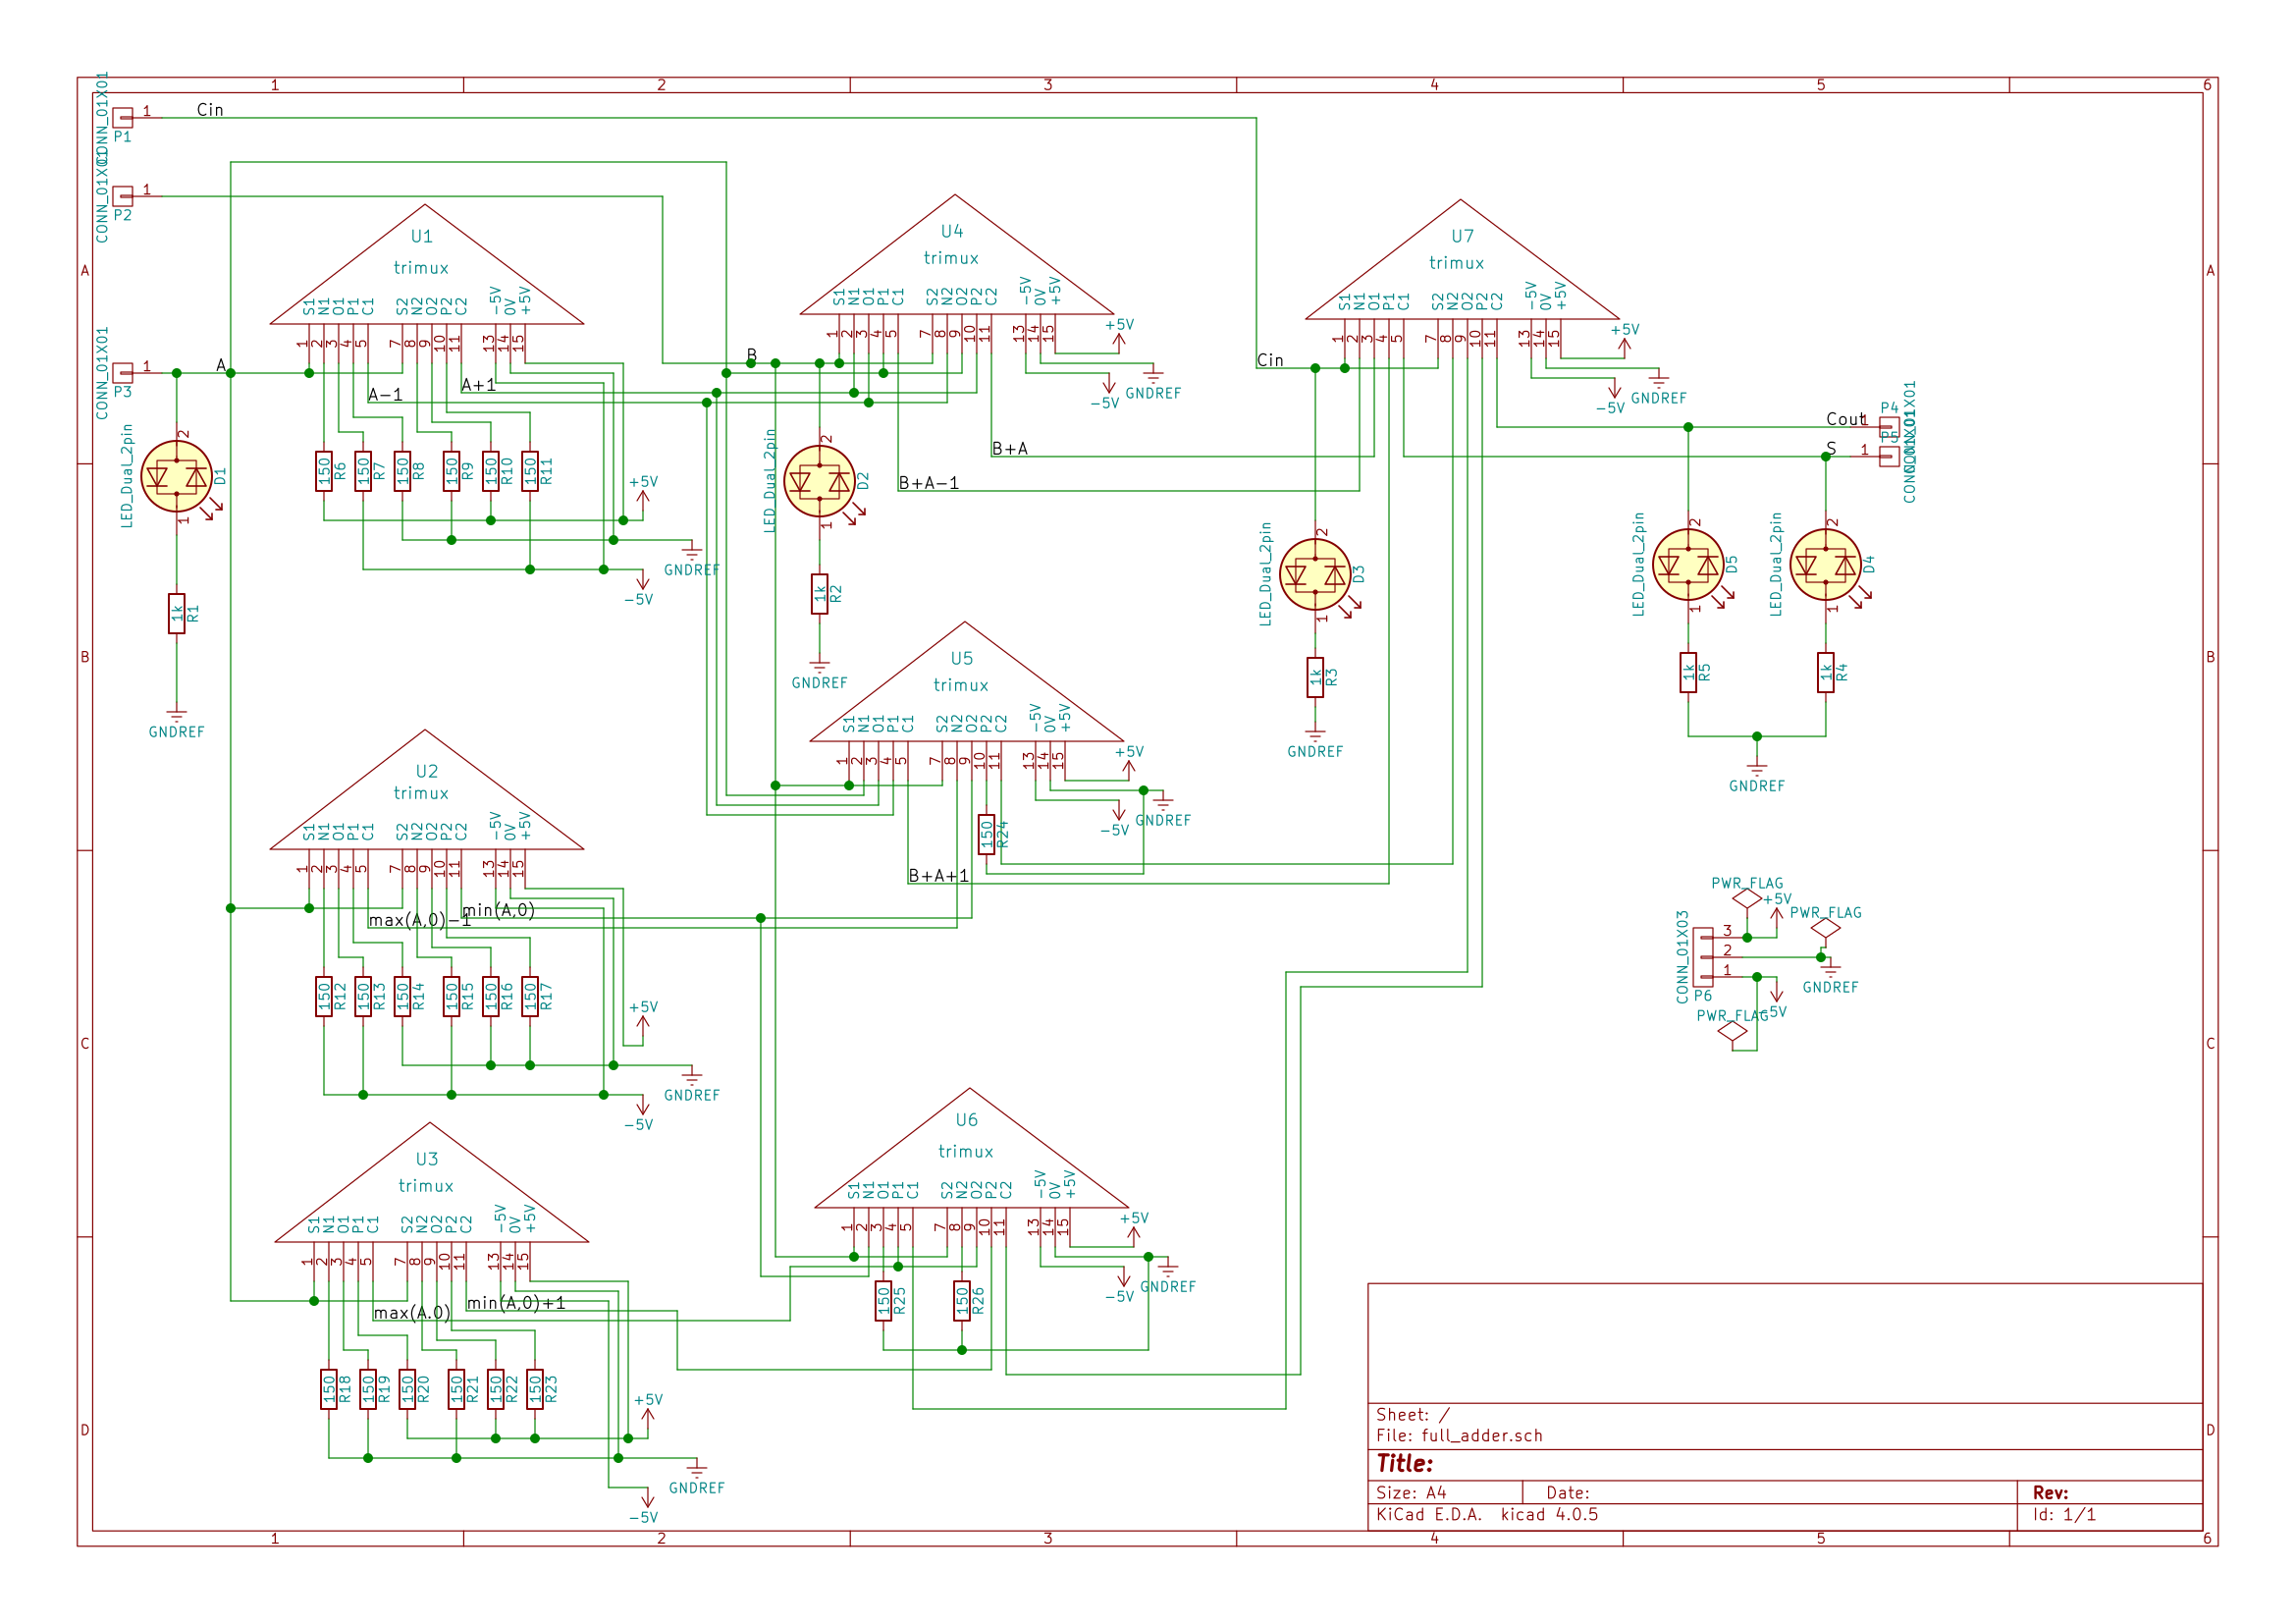 1 2 3 4 5 6
A
B
C
D
A
B
C
D
1 2 3 4 5 6
CONN_01X01
1
P1
Cin
CONN_01X01
1
P2
CONN_01X01
1
P3
A
LED_Dual_2pin
2
1
D1
1k
R1
GNDREF
U1
trimux
S1 N1 O1 P1 C1 S2 N2 O2 P2 C2 -5V 0V +5V
1 2 3 4 5 7 8 9 10 11 13 14 15
A-1
A+1
150 R6
150 R7
150 R8
150 R9
150 R10
150 R11
+5V
GNDREF
-5V
U4
trimux
S1 N1 O1 P1 C1 S2 N2 O2 P2 C2 -5V 0V +5V
1 2 3 4 5 7 8 9 10 11 13 14 15
+5V
-5V
GNDREF
B
B+A
B+A-1
LED_Dual_2pin
2
1
D2
1k
R2
GNDREF
U7
trimux
S1 N1 O1 P1 C1 S2 N2 O2 P2 C2 -5V 0V +5V
1 2 3 4 5 7 8 9 10 11 13 14 15
+5V
-5V
GNDREF
Cin
LED_Dual_2pin
2
1
D3
1k
R3
GNDREF
Cout
1
P4
CONN_01X01
S
1
P5
CONN_01X01
LED_Dual_2pin
2
1
D5
1k
R5
LED_Dual_2pin
2
1
D4
1k
R4
GNDREF
U5
trimux
S1 N1 O1 P1 C1 S2 N2 O2 P2 C2 -5V 0V +5V
1 2 3 4 5 7 8 9 10 11 13 14 15
+5V
-5V
GNDREF
150 R24
B+A+1
U2
trimux
S1 N1 O1 P1 C1 S2 N2 O2 P2 C2 -5V 0V +5V
1 2 3 4 5 7 8 9 10 11 13 14 15
min(A,0)
max(A,0)-1
150 R12
150 R13
150 R14
150 R15
150 R16
150 R17
+5V
GNDREF
-5V
PWR_FLAG
+5V
PWR_FLAG
CONN_01X03
3
2
1
P6
GNDREF
-5V
PWR_FLAG
U3
trimux
S1 N1 O1 P1 C1 S2 N2 O2 P2 C2 -5V 0V +5V
1 2 3 4 5 7 8 9 10 11 13 14 15
min(A,0)+1
max(A.0)
150 R18
150 R19
150 R20
150 R21
150 R22
150 R23
+5V
GNDREF
-5V
U6
trimux
S1 N1 O1 P1 C1 S2 N2 O2 P2 C2 -5V 0V +5V
1 2 3 4 5 7 8 9 10 11 13 14 15
+5V
-5V
GNDREF
150 R25
150 R26
Sheet: /
File: full_adder.sch
Title:
Size: A4 Date: Rev:
KiCad E.D.A. kicad 4.0.5 Id: 1/1